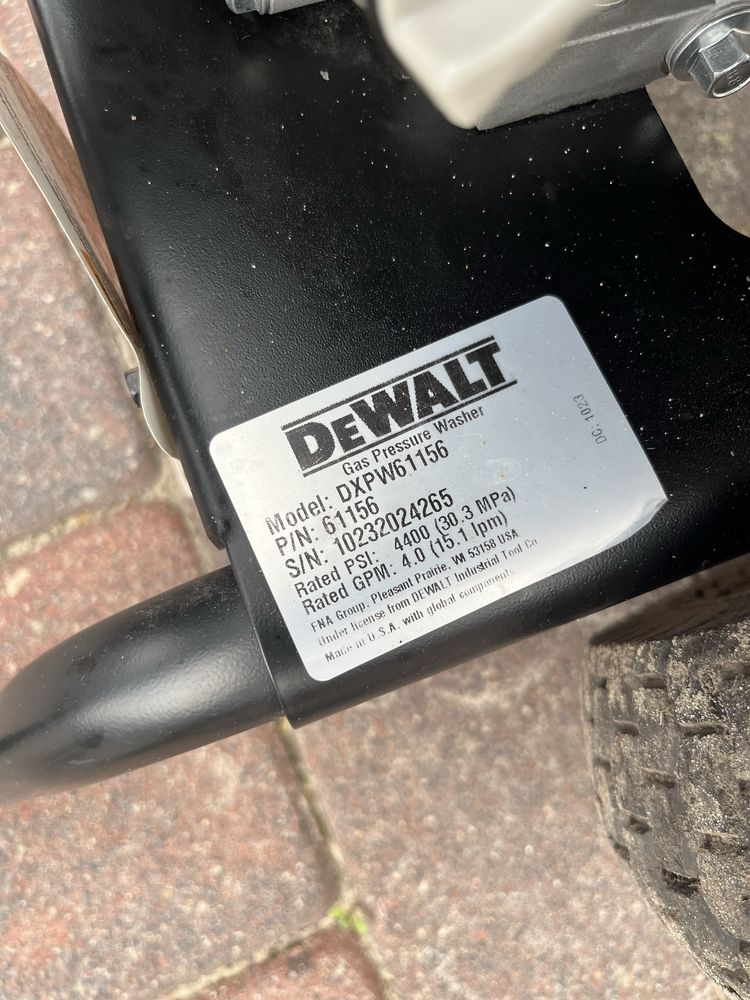 DEWALT
Gas Pressure Washer
Model: DXPW61156
P/N: 61156
S/N: 10232024265
Rated PSI: 4400 (30.3 MPa)
Rated GPM: 4.0 (15.1 lpm)
FNA Group, Pleasant Prairie, WI 53158 USA
Under license from DEWALT Industrial Tool Co
Made in U.S.A. with global components
DC: 1023